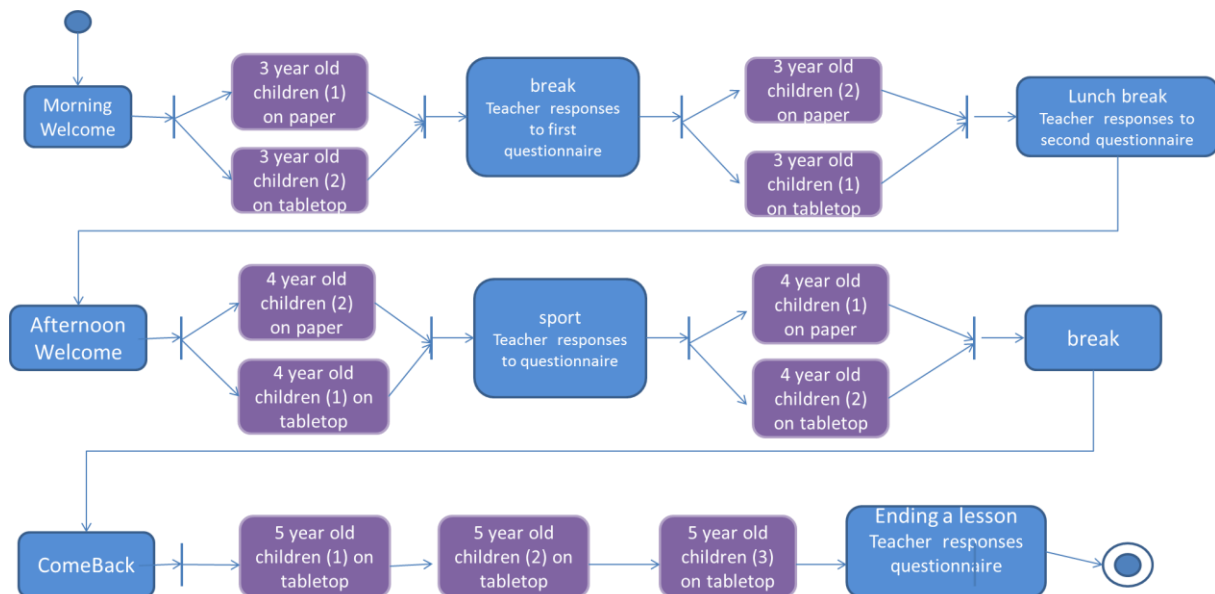 Morning
Welcome
3 year old
children (1)
on paper
3 year old
children (2)
on tabletop
break
Teacher responses
to first
questionnaire
3 year old
children (2)
on paper
3 year old
children (1)
on tabletop
Lunch break
Teacher responses to
second questionnaire
Afternoon
Welcome
4 year old
children (2)
on paper
4 year old
children (1) on
tabletop
sport
Teacher responses
to questionnaire
4 year old
children (1)
on paper
4 year old
children (2)
on tabletop
break
ComeBack
5 year old
children (1) on
tabletop
5 year old
children (2) on
tabletop
5 year old
children (3)
on tabletop
Ending a lesson
Teacher responses
questionnaire